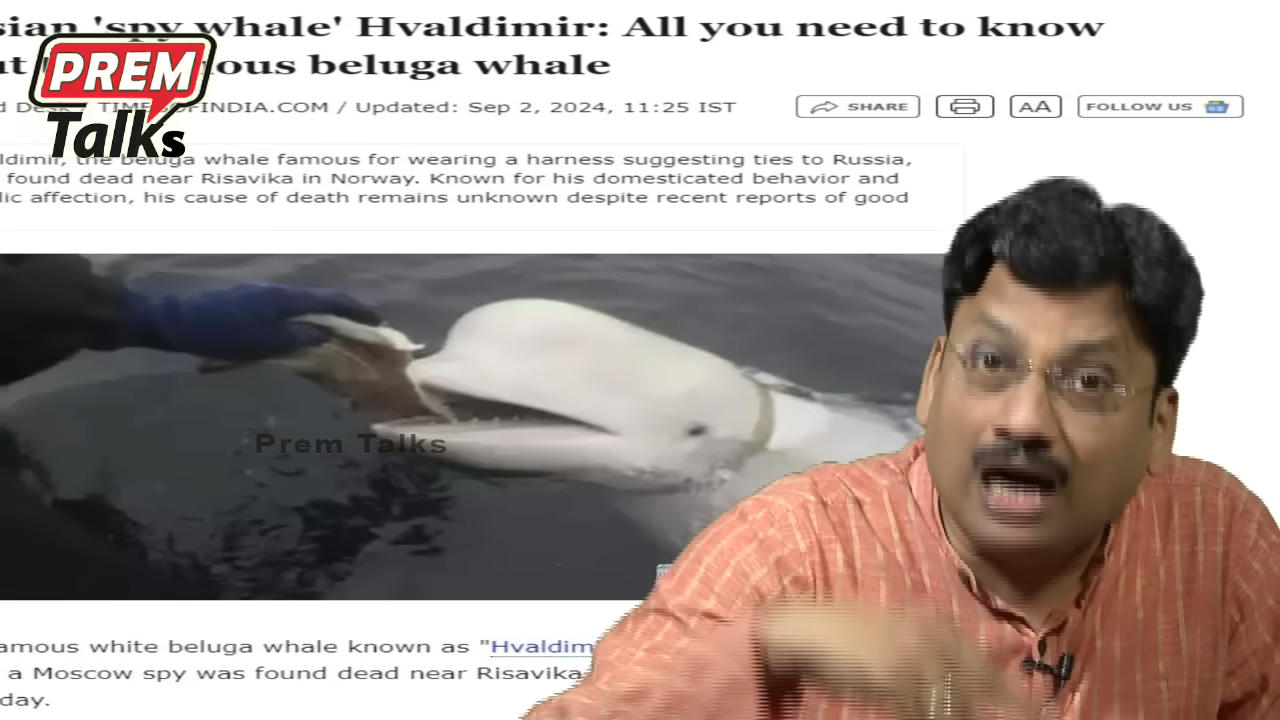 sian 'spy whale' Hvaldimir: All you need to know
ous beluga whale
PREM
Talks
TIME OFINDIA.COM / Updated: Sep 2, 2024, 11:25 IST
SHARE
AA
FOLLOW US
ldimir, the beluga whale famous for wearing a harness suggesting ties to Russia,
found dead near Risavika in Norway. Known for his domesticated behavior and
lic affection, his cause of death remains unknown despite recent reports of good
Prem Talks
amous white beluga whale known as "Hvaldim
a Moscow spy was found dead near Risavika
day.